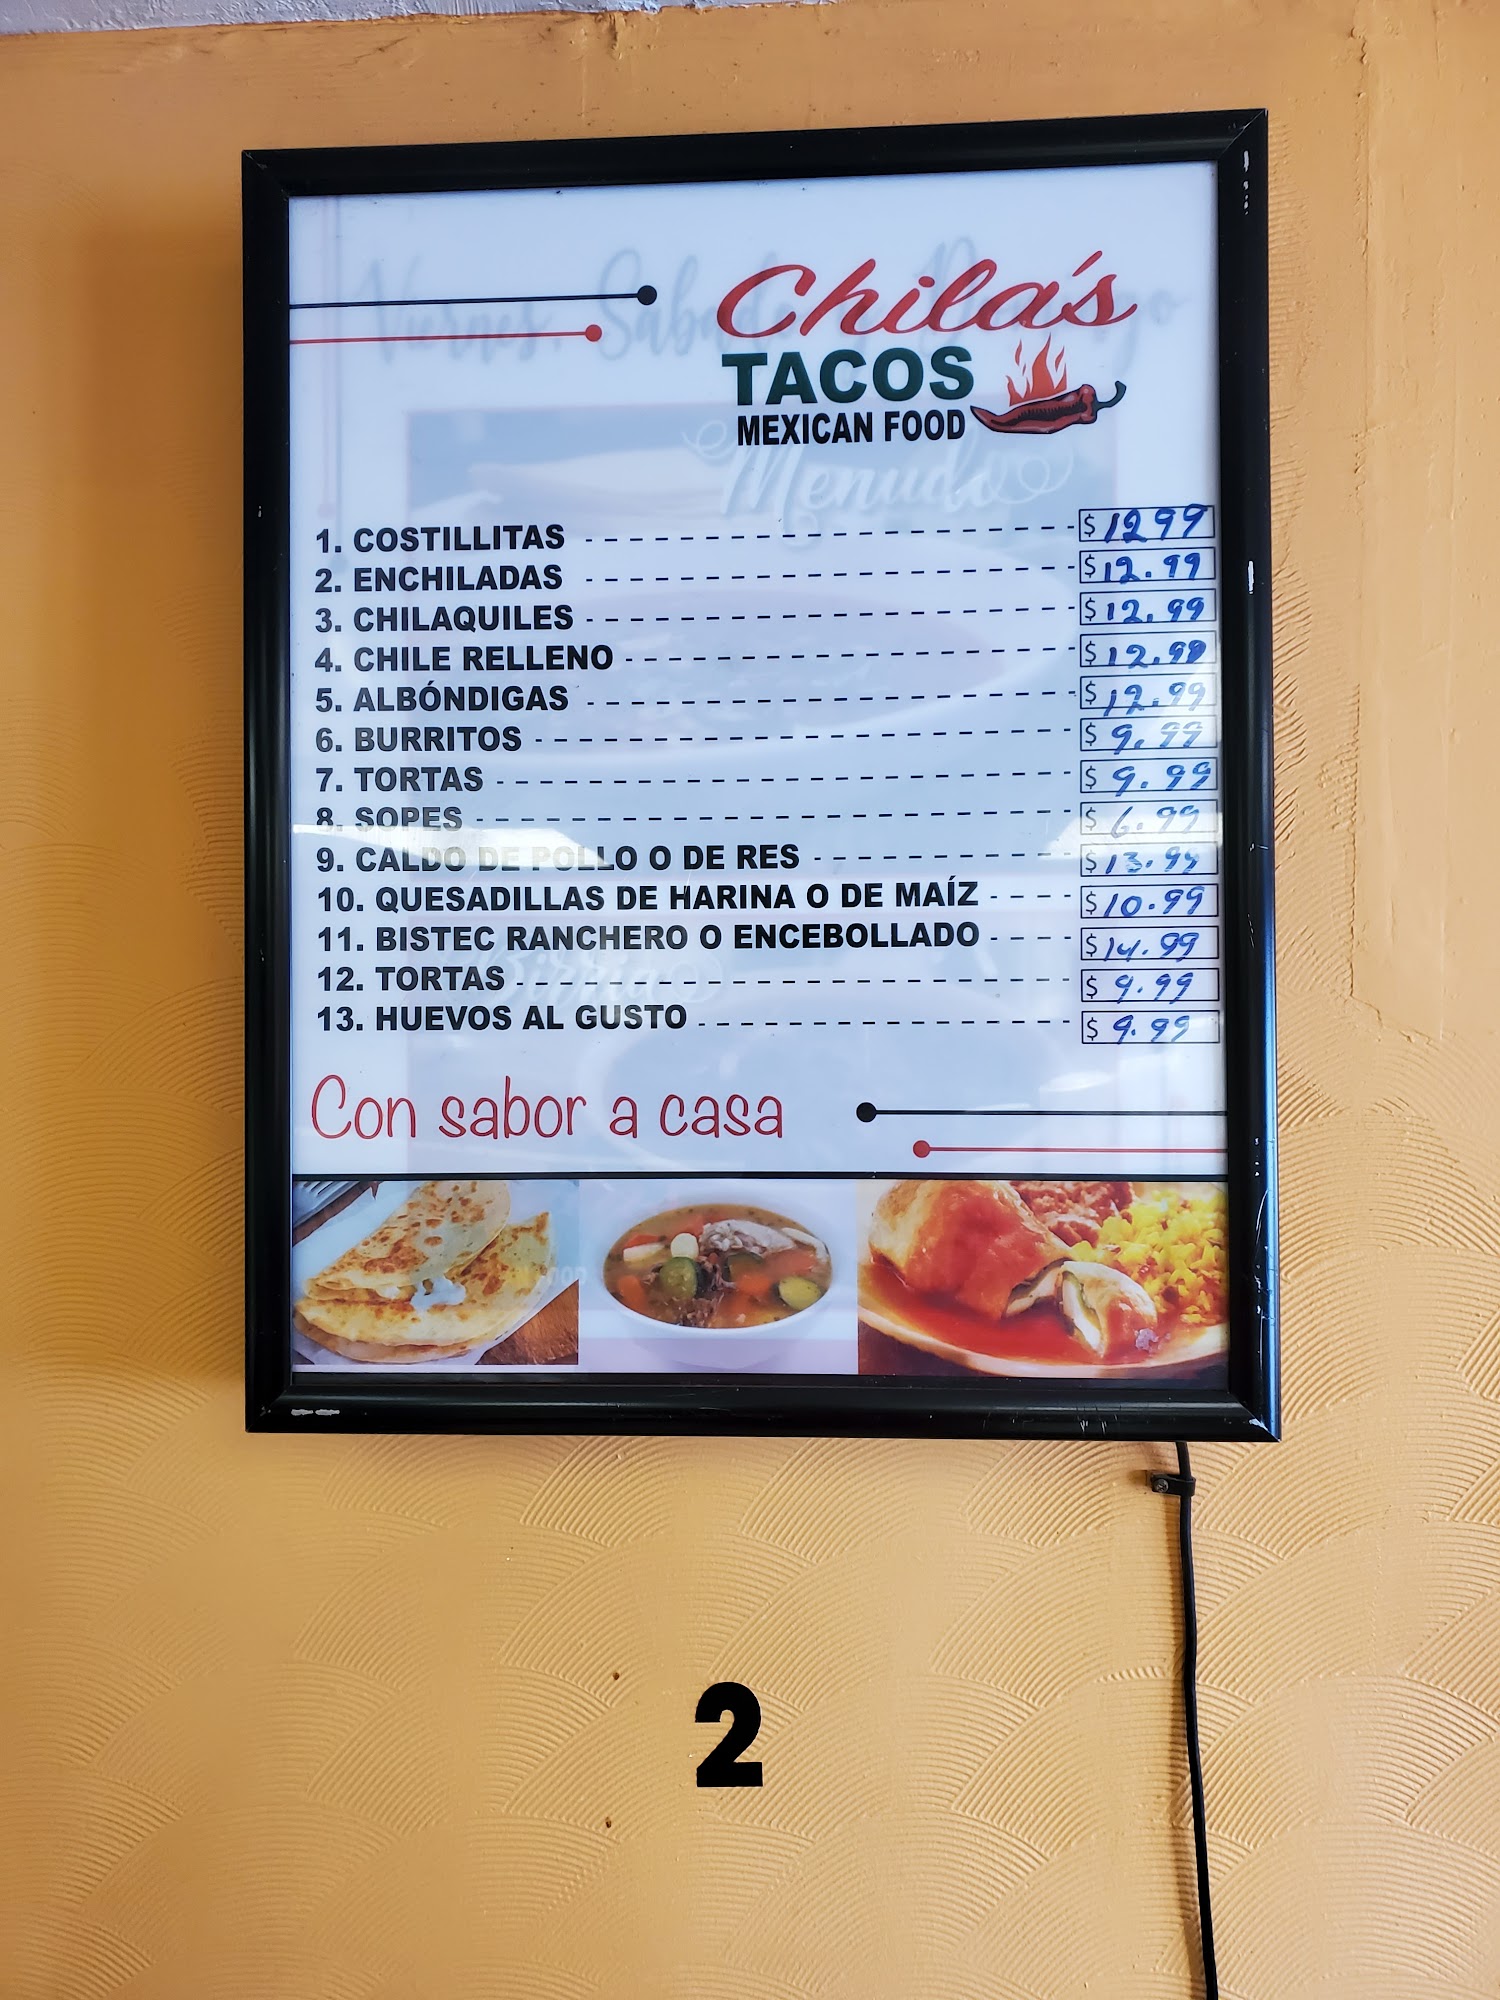 Chila's
TACOS
MEXICAN FOOD
Menudo
1. COSTILLITAS $ 12 99
2. ENCHILADAS $ 12.99
3. CHILAQUILES $ 12.99
4. CHILE RELLENO $ 12.99
5. ALBÓNDIGAS $ 12.99
6. BURRITOS $ 9.99
7. TORTAS $ 9.99
8. SOPES $ 6.99
9. CALDO DE POLLO O DE RES $ 13.99
10. QUESADILLAS DE HARINA O DE MAÍZ $ 10.99
11. BISTEC RANCHERO O ENCEBOLLADO $ 14.99
Birria
12. TORTAS $ 9.99
13. HUEVOS AL GUSTO $ 9.99
Con sabor a casa
2